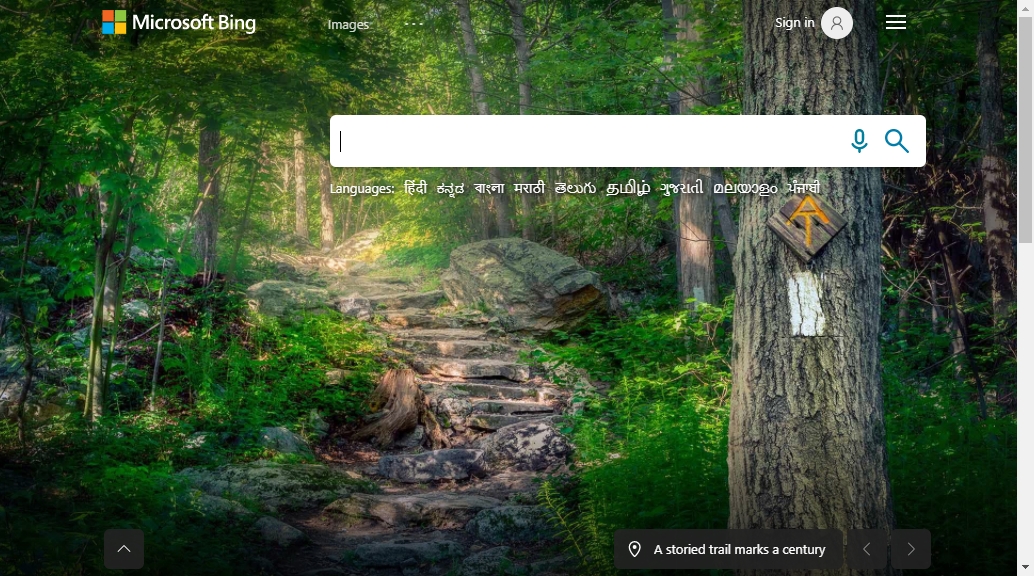 Microsoft Bing
Images
Sign in
Languages: हिंदी ಕನ್ನಡ বাংলা मराठी తెలుగు தமிழ் ગુજરાતી മലയാളം ਪੰਜਾਬੀ
A storied trail marks a century